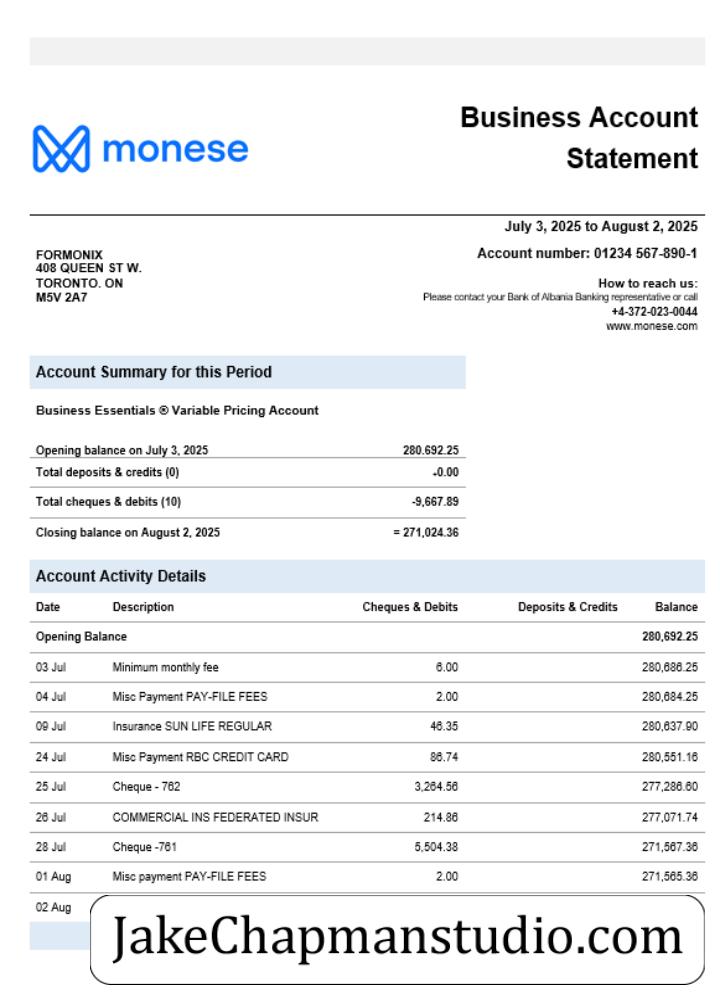 monese
Business Account
Statement
July 3, 2025 to August 2, 2025
Account number: 01234 567-890-1
FORMONIX
408 QUEEN ST W.
TORONTO. ON
M5V 2A7
How to reach us:
Please contact your Bank of Albania Banking representative or call
+4-372-023-0044
www.monese.com
Account Summary for this Period
Business Essentials ® Variable Pricing Account
Opening balance on July 3, 2025 280.692.25
Total deposits & credits (0) +0.00
Total cheques & debits (10) -9,667.89
Closing balance on August 2, 2025 = 271,024.36
Account Activity Details
Date Description Cheques & Debits Deposits & Credits Balance
Opening Balance 280,692.25
03 Jul Minimum monthly fee 6.00 280,686.25
04 Jul Misc Payment PAY-FILE FEES 2.00 280,684.25
09 Jul Insurance SUN LIFE REGULAR 46.35 280,637.90
24 Jul Misc Payment RBC CREDIT CARD 86.74 280,551.16
25 Jul Cheque - 762 3,264.56 277,286.60
26 Jul COMMERCIAL INS FEDERATED INSUR 214.86 277,071.74
28 Jul Cheque -761 5,504.38 271,567.36
01 Aug Misc payment PAY-FILE FEES 2.00 271,565.36
02 Aug
JakeChapmanstudio.com